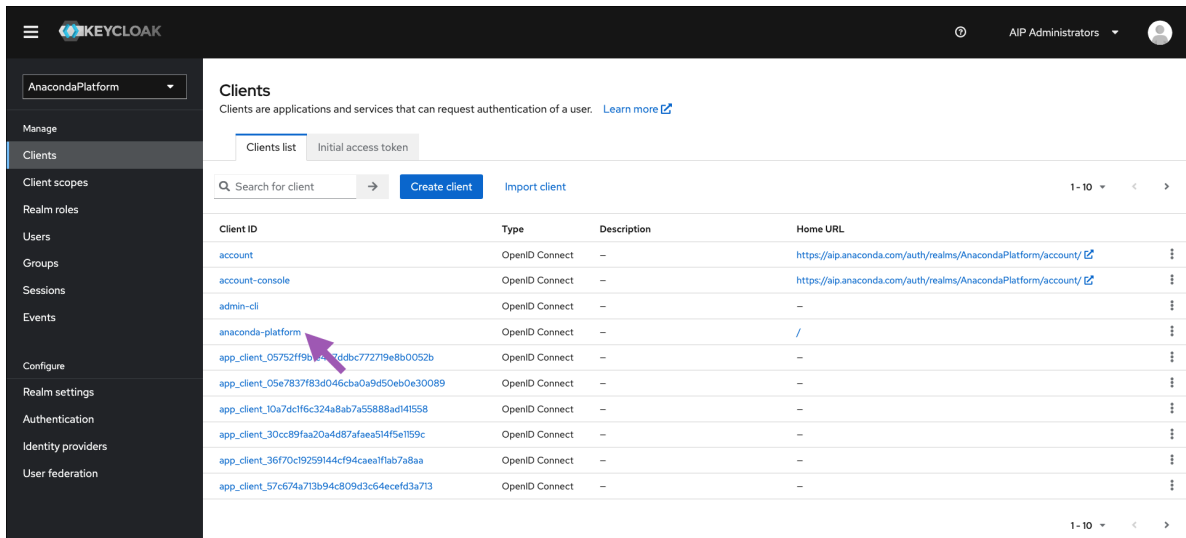 KEYCLOAK
AIP Administrators
AnacondaPlatform
Manage
Clients
Client scopes
Realm roles
Users
Groups
Sessions
Events
Configure
Realm settings
Authentication
Identity providers
User federation
Clients
Clients are applications and services that can request authentication of a user. Learn more
Clients list Initial access token
Search for client Create client Import client 1 - 10
Client ID Type Description Home URL
account OpenID Connect – https://aip.anaconda.com/auth/realms/AnacondaPlatform/account/
account-console OpenID Connect – https://aip.anaconda.com/auth/realms/AnacondaPlatform/account/
admin-cli OpenID Connect – –
anaconda-platform OpenID Connect – /
OpenID Connect – –
app_client_05e7837f83d046cba0a9d50eb0e30089 OpenID Connect – –
app_client_10a7dc1f6c324a8ab7a55888ad141558 OpenID Connect – –
app_client_30cc89faa20a4d87afaea514f5e1159c OpenID Connect – –
app_client_36f70c19259144cf94caea1f1ab7a8aa OpenID Connect – –
app_client_57c674a713b94c809d3c64ecefd3a713 OpenID Connect – –
1 - 10